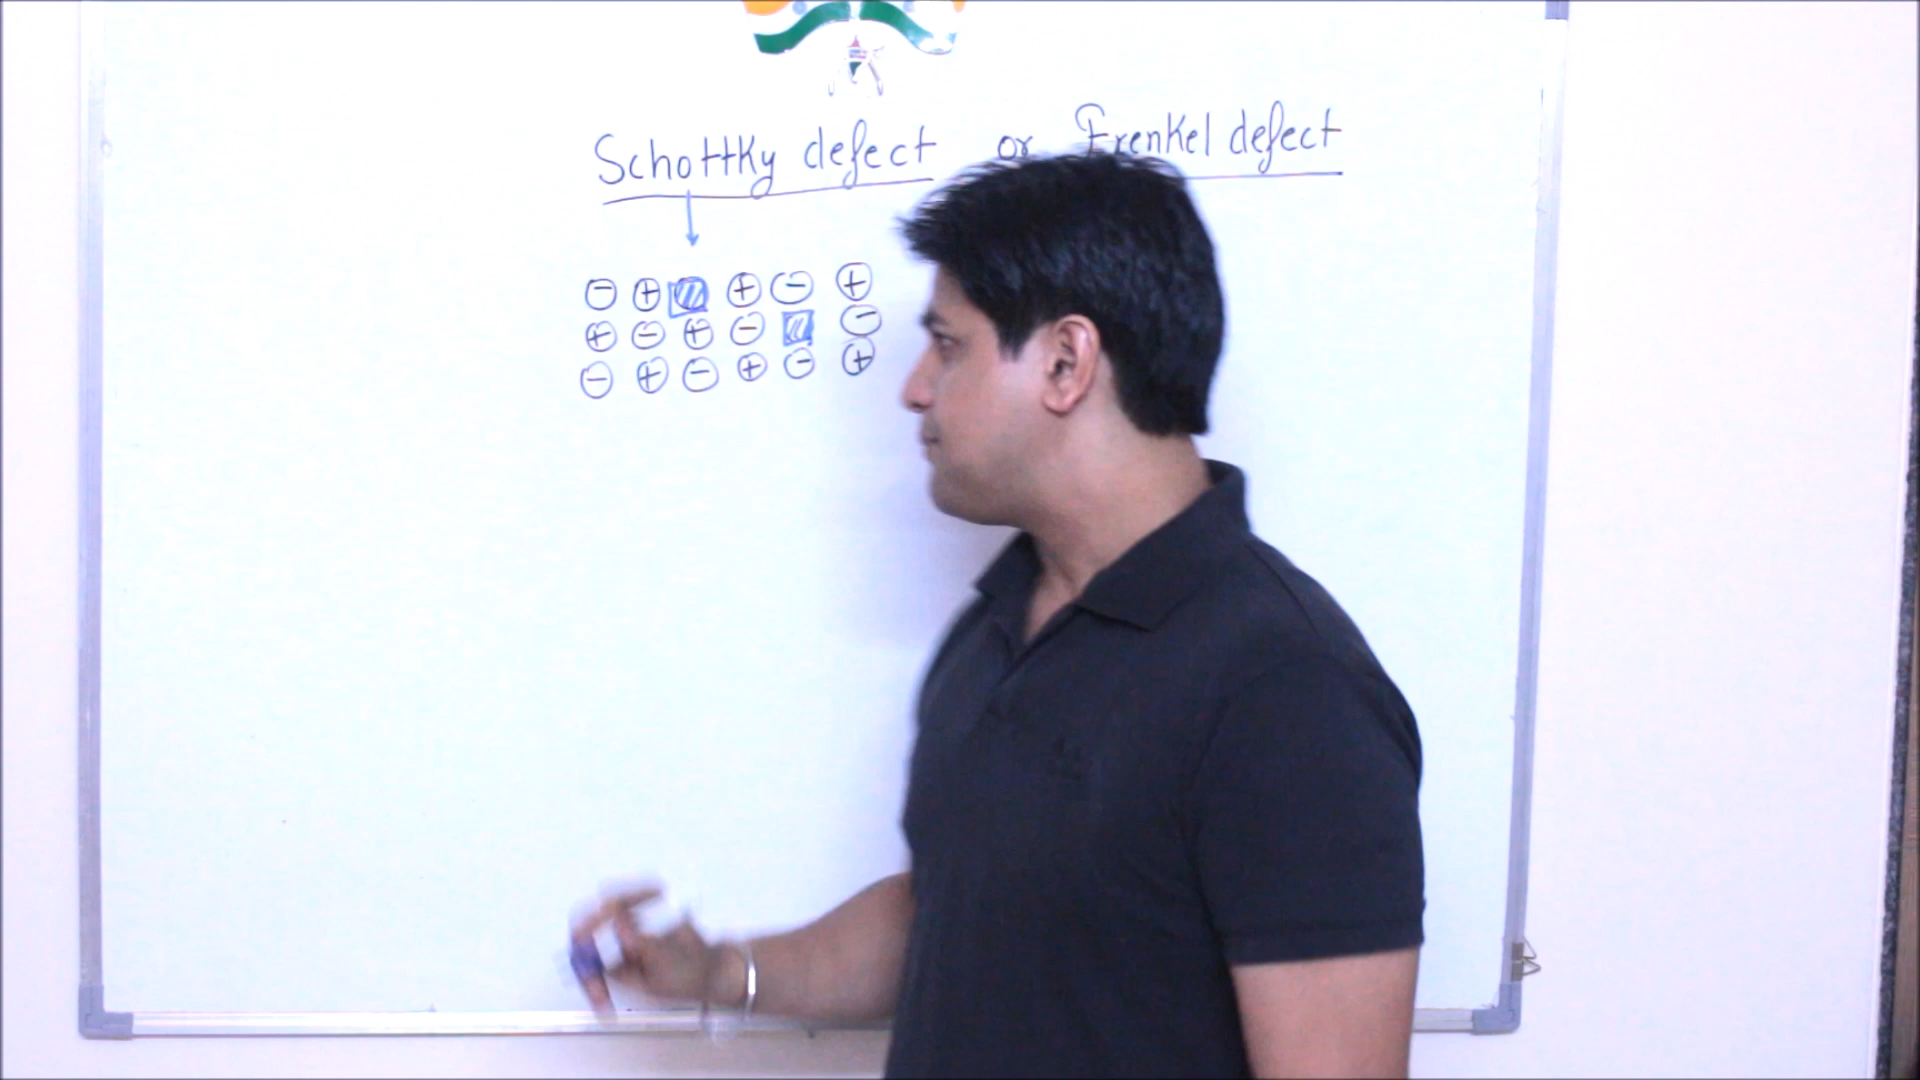 Schottky defect or Frenkel defect
⊖ ⊕ ⊕ ⊖ ⊕
⊕ ⊖ ⊕ ⊖ ⊖
⊖ ⊕ ⊖ ⊕ ⊖ ⊕